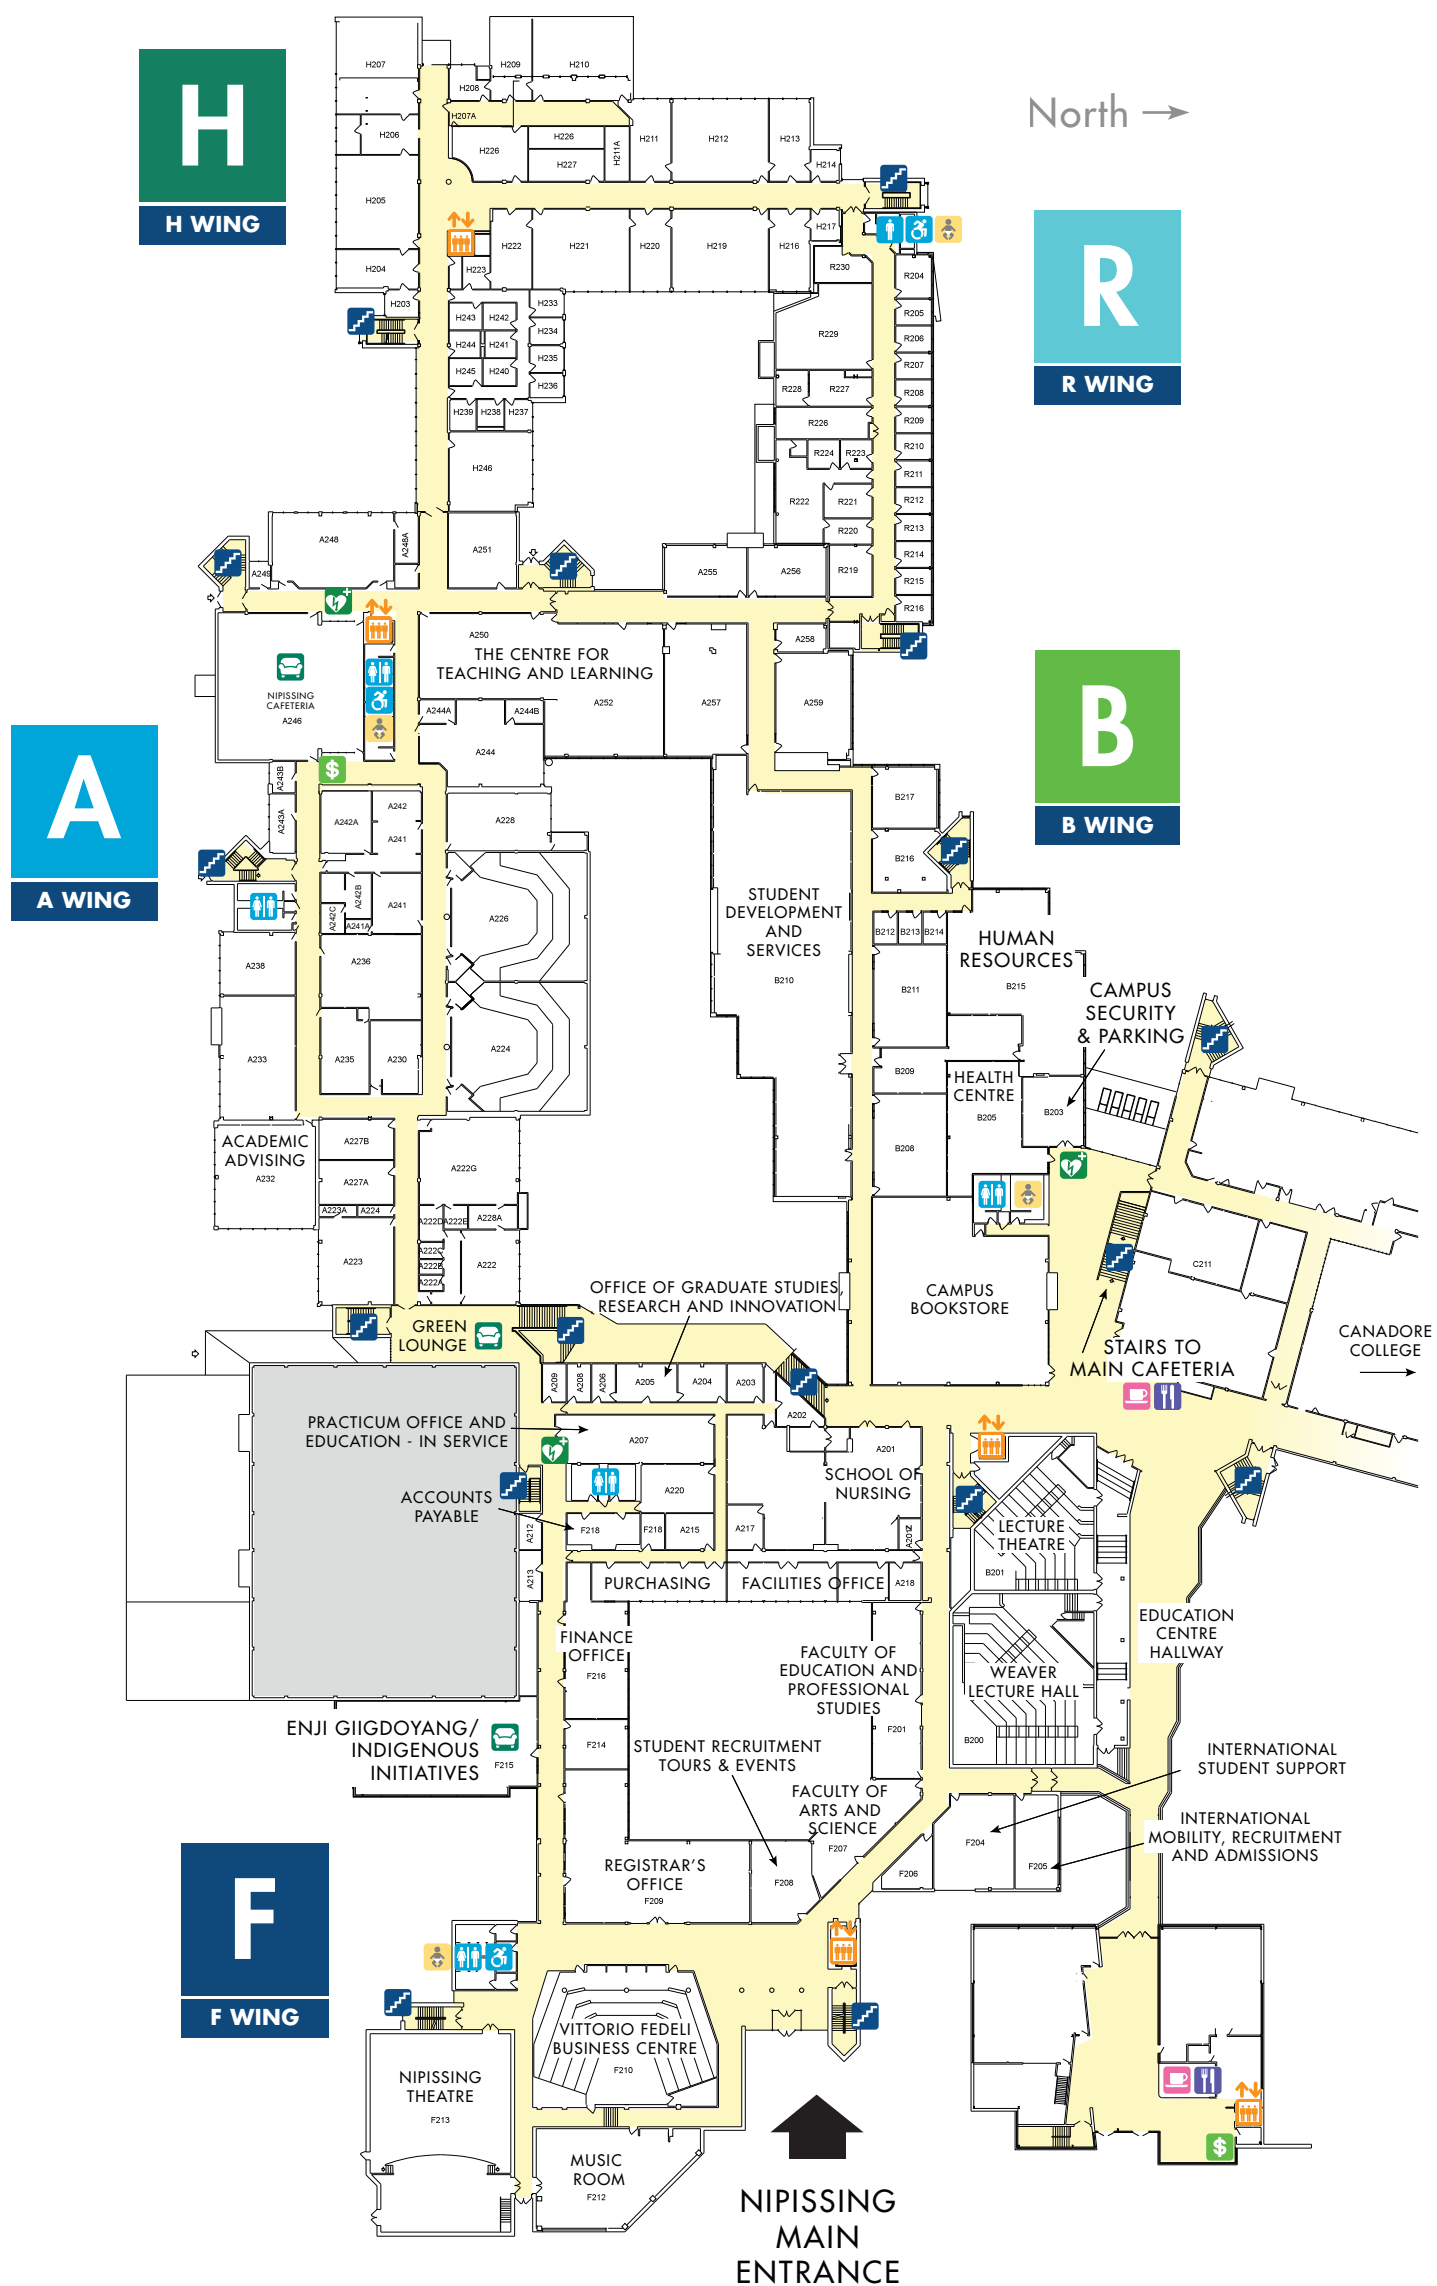 H
H WING
North
R
R WING
B
B WING
A
A WING
F
F WING
H207
H209
H210
H208
H207A
H206
H226
H226
H227
H211A
H211
H212
H213
H214
H205
H222
H221
H220
H219
H216
H217
H204
H223
H203
R230
R204
H243
H242
H233
H244
H241
H234
H245
H240
H235
H236
H239
H238
H237
H246
R229
R205
R206
R207
R228
R227
R208
R226
R209
R224
R223
R210
R211
R222
R221
R212
R220
R213
R219
R214
R215
R216
A248
A248A
A251
A249
A255
A256
A258
A250
THE CENTRE FOR
TEACHING AND LEARNING
A252
A257
A259
NIPISSING
CAFETERIA
A246
A244A
A244B
A244
$
A243B
A243A
A242A
A242
A241
A228
B217
B216
A242C
A242B
A241
A241A
A226
A238
A236
A233
A235
A230
A224
STUDENT
DEVELOPMENT
AND
SERVICES
B210
B212
B213
B214
HUMAN
RESOURCES
B215
B211
CAMPUS
SECURITY
& PARKING
B209
HEALTH
CENTRE
B205
B203
B208
ACADEMIC
ADVISING
A232
A227B
A227A
A223A
A224
A223
A222G
A222D
A222E
A228A
A222C
A222B
A222A
A222
OFFICE OF GRADUATE STUDIES,
RESEARCH AND INNOVATION
CAMPUS
BOOKSTORE
C211
STAIRS TO
MAIN CAFETERIA
CANADORE
COLLEGE
GREEN
LOUNGE
A209
A208
A206
A205
A204
A203
A202
PRACTICUM OFFICE AND
EDUCATION - IN SERVICE
A207
A201
SCHOOL OF
NURSING
ACCOUNTS
PAYABLE
A220
F218
F218
A215
A217
A212
A213
LECTURE
THEATRE
B201
PURCHASING
FACILITIES OFFICE
A218
FINANCE
OFFICE
F216
FACULTY OF
EDUCATION AND
PROFESSIONAL
STUDIES
F201
WEAVER
LECTURE HALL
B200
EDUCATION
CENTRE
HALLWAY
ENJI GIIGDOYANG/
INDIGENOUS
INITIATIVES
F215
F214
STUDENT RECRUITMENT
TOURS & EVENTS
FACULTY OF
ARTS AND
SCIENCE
F207
INTERNATIONAL
STUDENT SUPPORT
INTERNATIONAL
MOBILITY, RECRUITMENT
AND ADMISSIONS
F204
F205
F206
REGISTRAR'S
OFFICE
F209
F208
VITTORIO FEDELI
BUSINESS CENTRE
F210
NIPISSING
THEATRE
F213
MUSIC
ROOM
F212
$
NIPISSING
MAIN
ENTRANCE